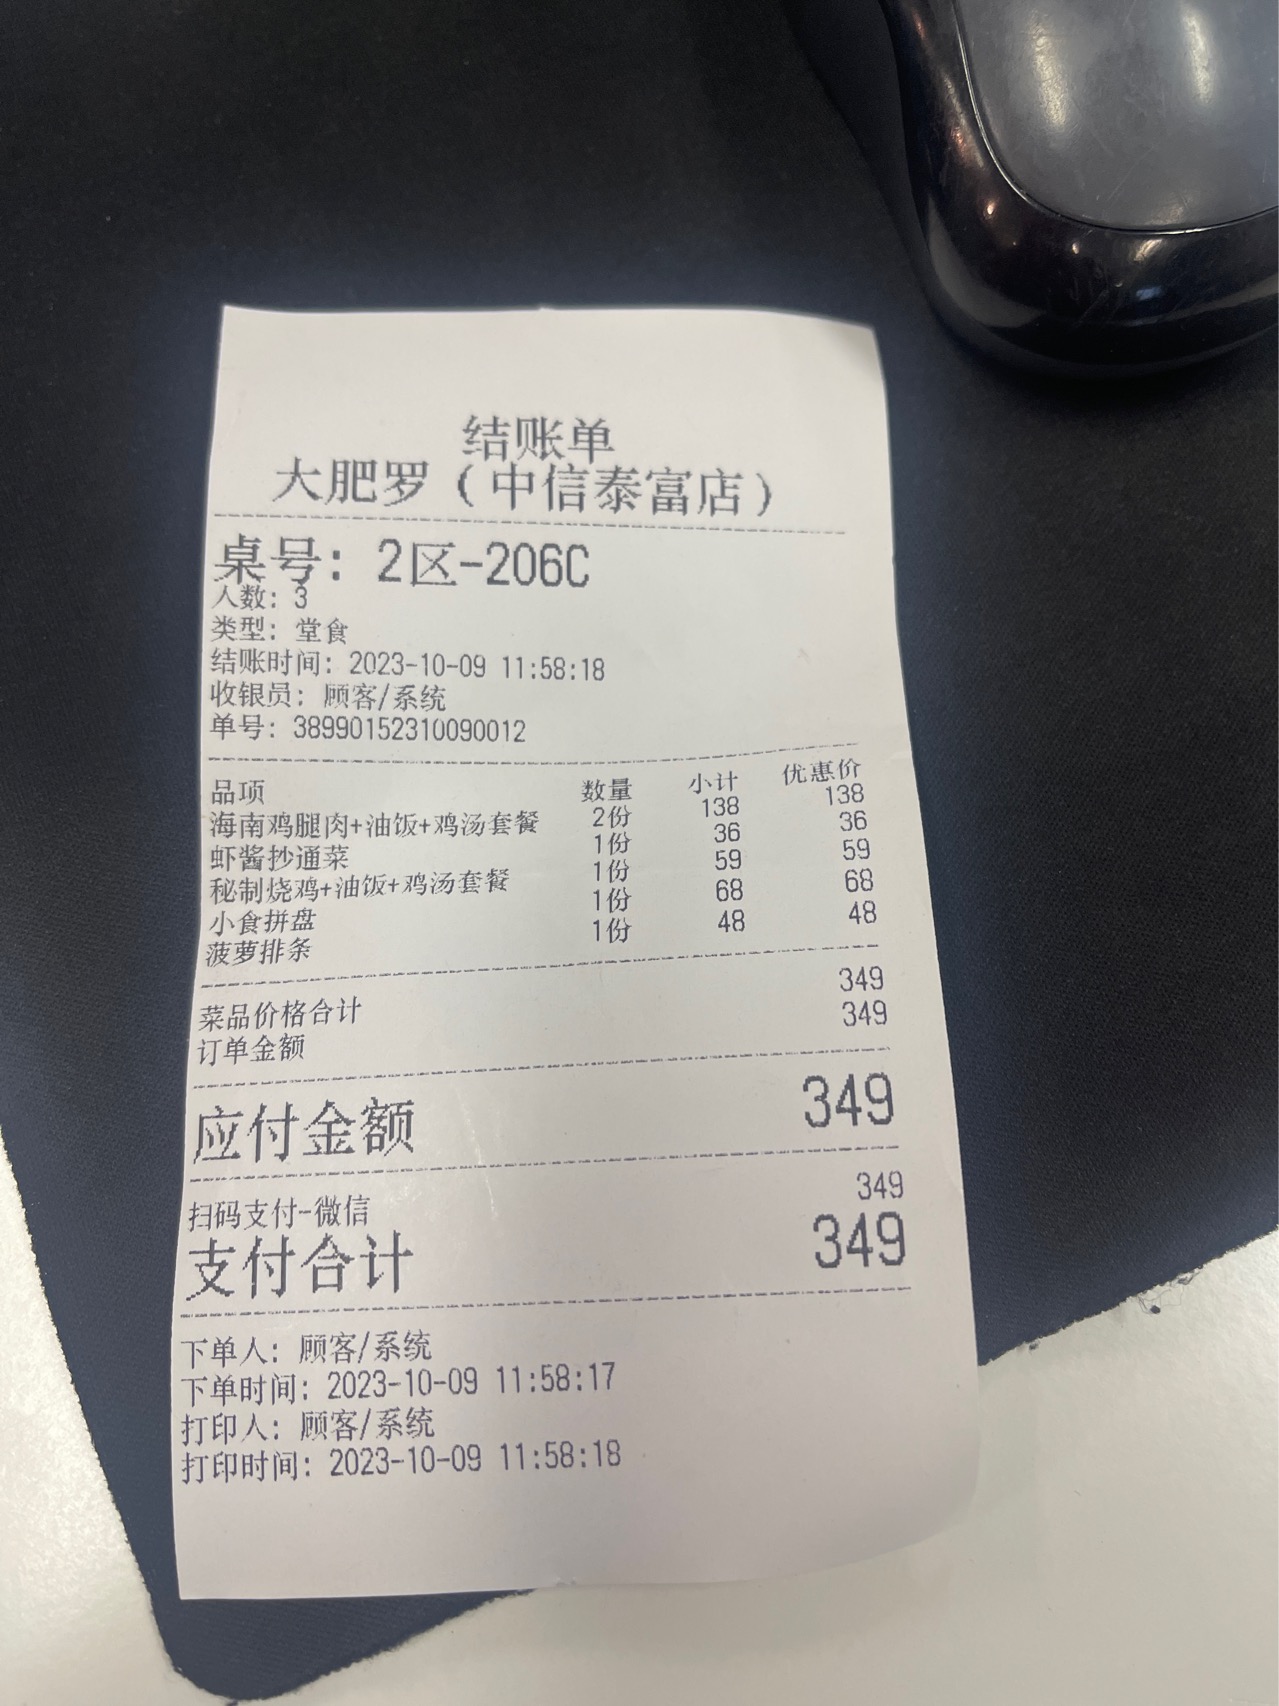 结账单
大肥罗（中信泰富店）
桌号：2区-206C
人数：3
类型：堂食
结账时间：2023-10-09 11:58:18
收银员：顾客/系统
单号：38990152310090012
品项 数量 小计 优惠价
海南鸡腿肉+油饭+鸡汤套餐 2份 138 138
虾酱抄通菜 1份 36 36
秘制烧鸡+油饭+鸡汤套餐 1份 59 59
小食拼盘 1份 68 68
菠萝排条 1份 48 48
菜品价格合计 349
订单金额 349
应付金额 349
扫码支付-微信 349
支付合计 349
下单人：顾客/系统
下单时间：2023-10-09 11:58:17
打印人：顾客/系统
打印时间：2023-10-09 11:58:18